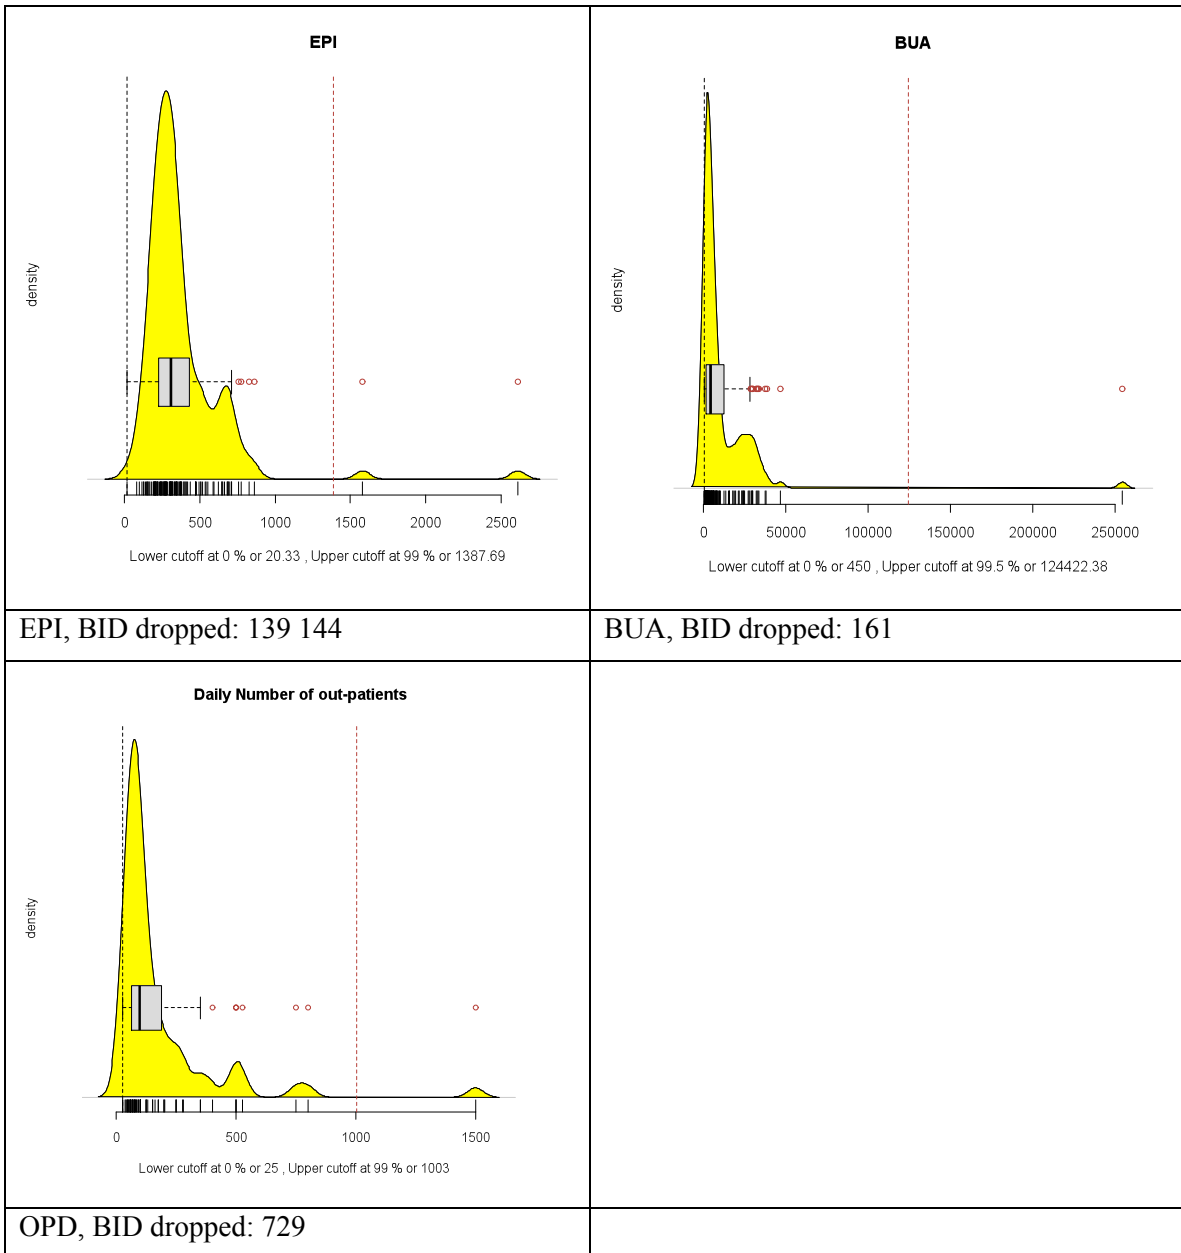 EPI
density
0 500 1000 1500 2000 2500
Lower cutoff at 0 % or 20.33 , Upper cutoff at 99 % or 1387.69
BUA
density
0 50000 100000 150000 200000 250000
Lower cutoff at 0 % or 450 , Upper cutoff at 99.5 % or 124422.38
EPI, BID dropped: 139 144
BUA, BID dropped: 161
Daily Number of out-patients
density
0 500 1000 1500
Lower cutoff at 0 % or 25 , Upper cutoff at 99 % or 1003
OPD, BID dropped: 729